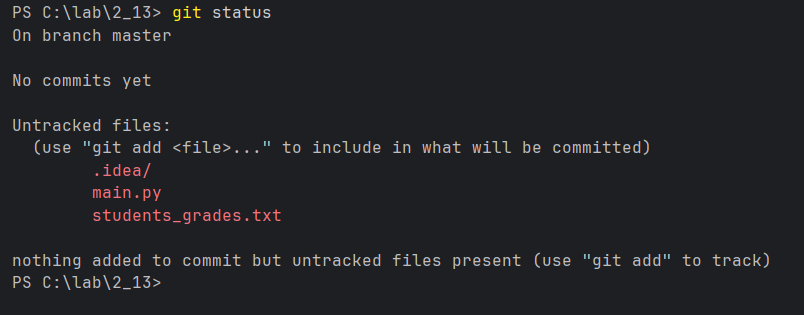 PS C:\lab\2_13> git status
On branch master
No commits yet
Untracked files:
(use "git add <file>..." to include in what will be committed)
.idea/
main.py
students_grades.txt
nothing added to commit but untracked files present (use "git add" to track)
PS C:\lab\2_13>